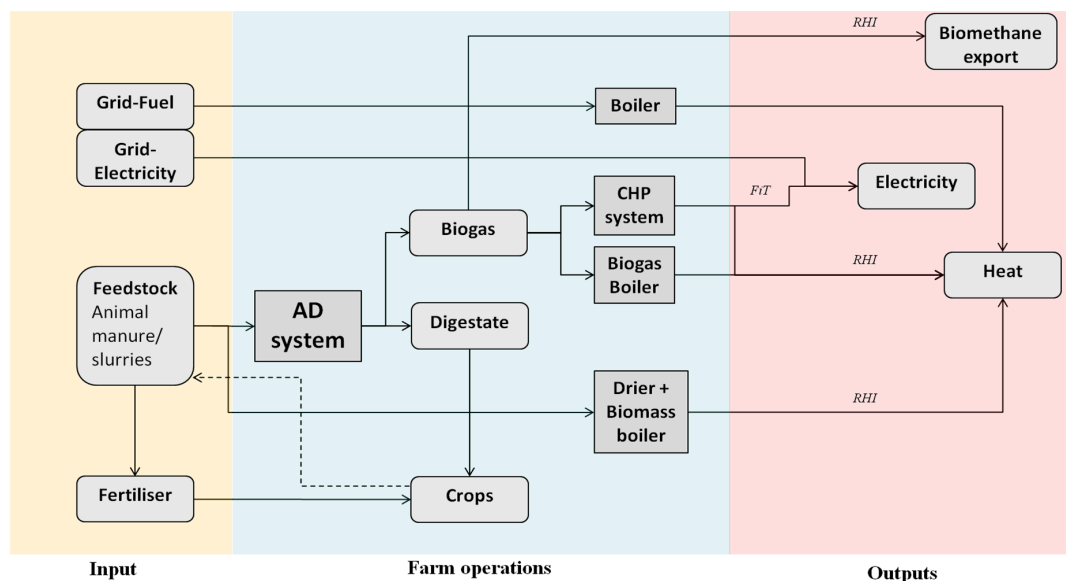 RHI
Biomethane
export
Grid-Fuel
Boiler
Grid-
Electricity
CHP
system
FiT
Electricity
Biogas
Biogas
Boiler
RHI
Heat
Feedstock
Animal
manure/
slurries
AD
system
Digestate
Drier +
Biomass
boiler
RHI
Fertiliser
Crops
Input
Farm operations
Outputs